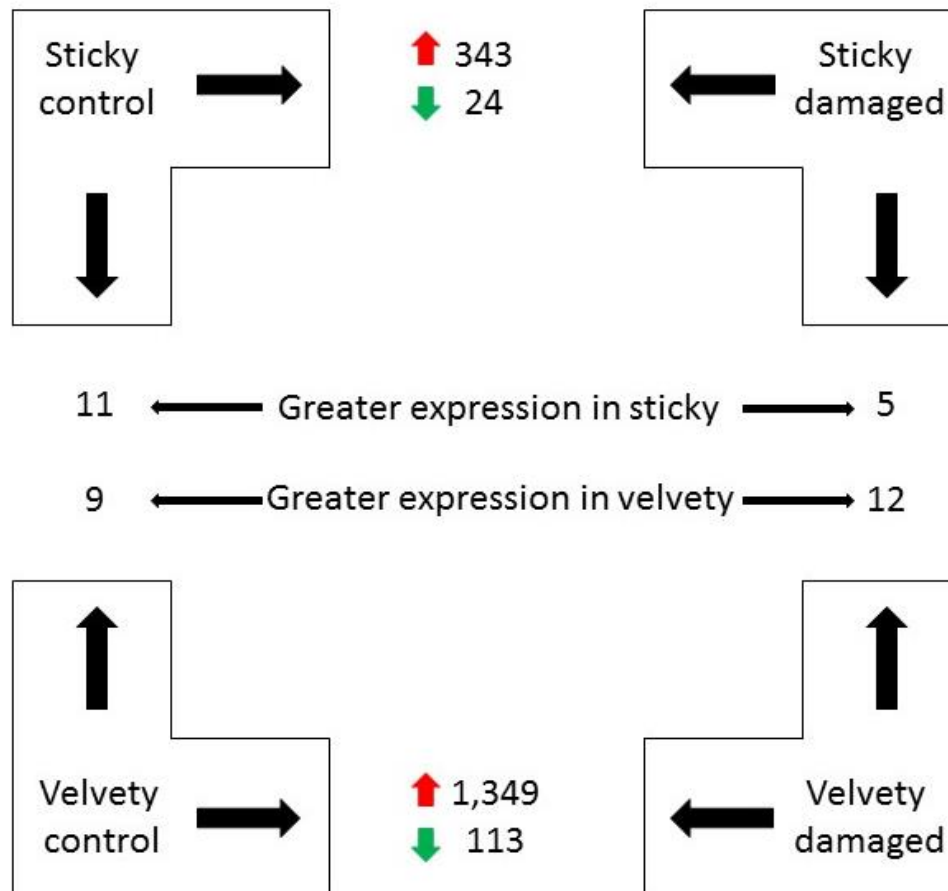 Sticky
control
343
24
Sticky
damaged
11
Greater expression in sticky
5
9
Greater expression in velvety
12
Velvety
control
1,349
113
Velvety
damaged